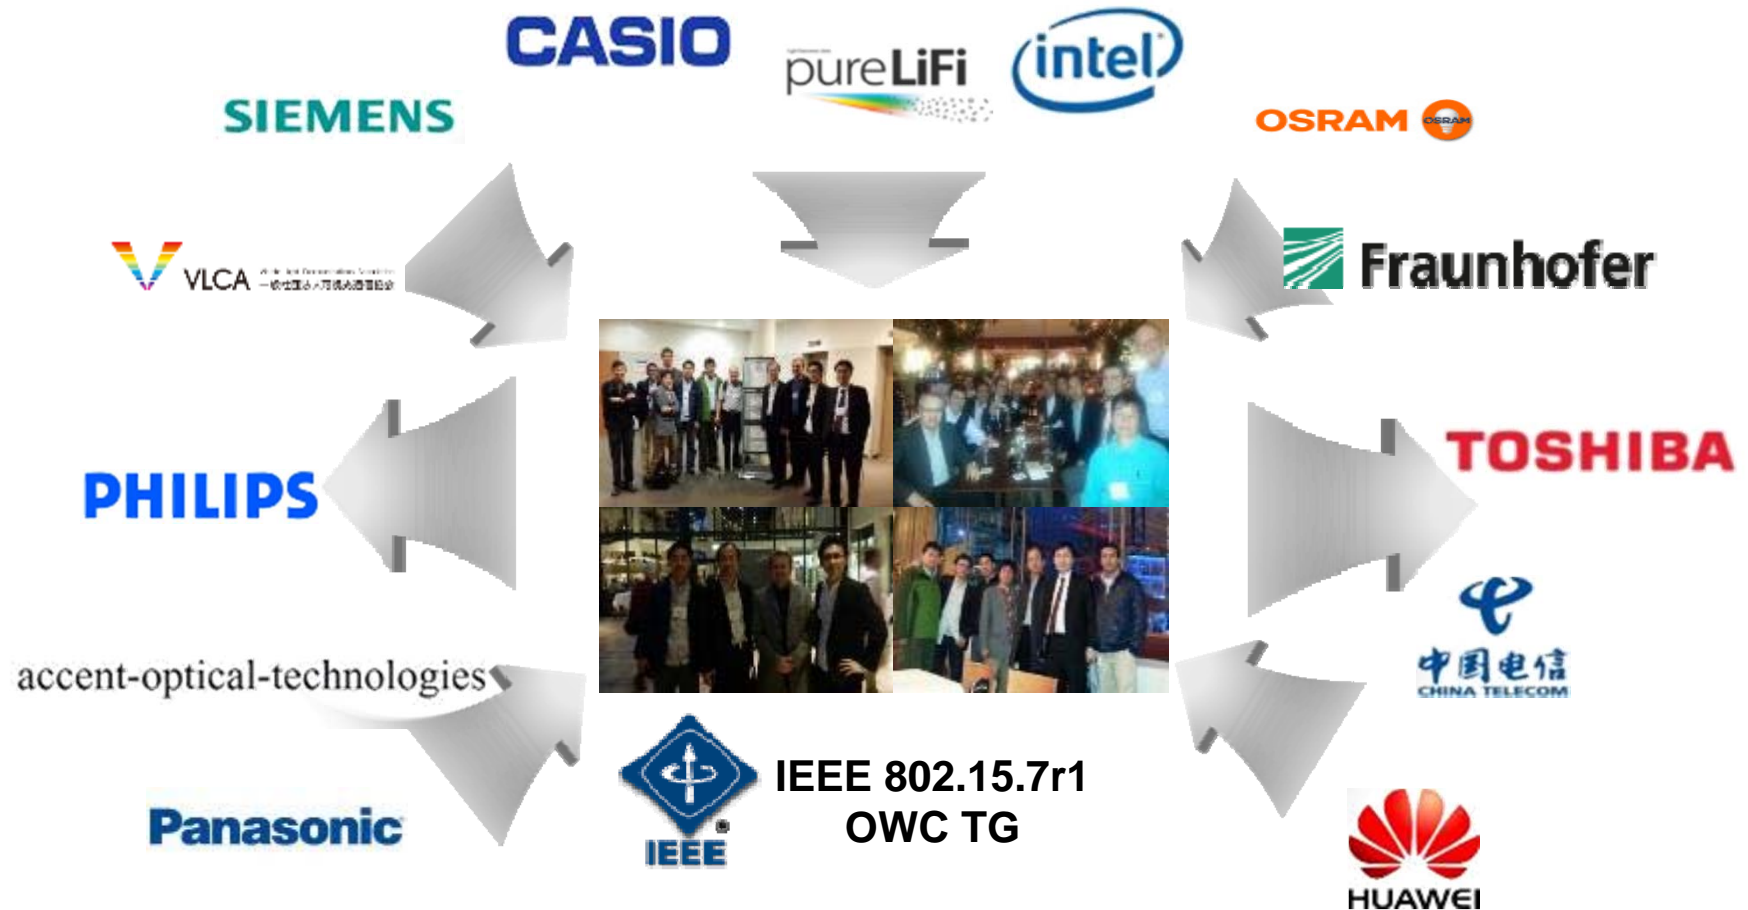 CASIO
pureLiFi
intel
SIEMENS
OSRAM
OSRAM
VLCA
Fraunhofer
TOSHIBA
PHILIPS
中国电信
CHINA TELECOM
accent-optical-technologies
IEEE 802.15.7r1
OWC TG
Panasonic
IEEE
HUAWEI